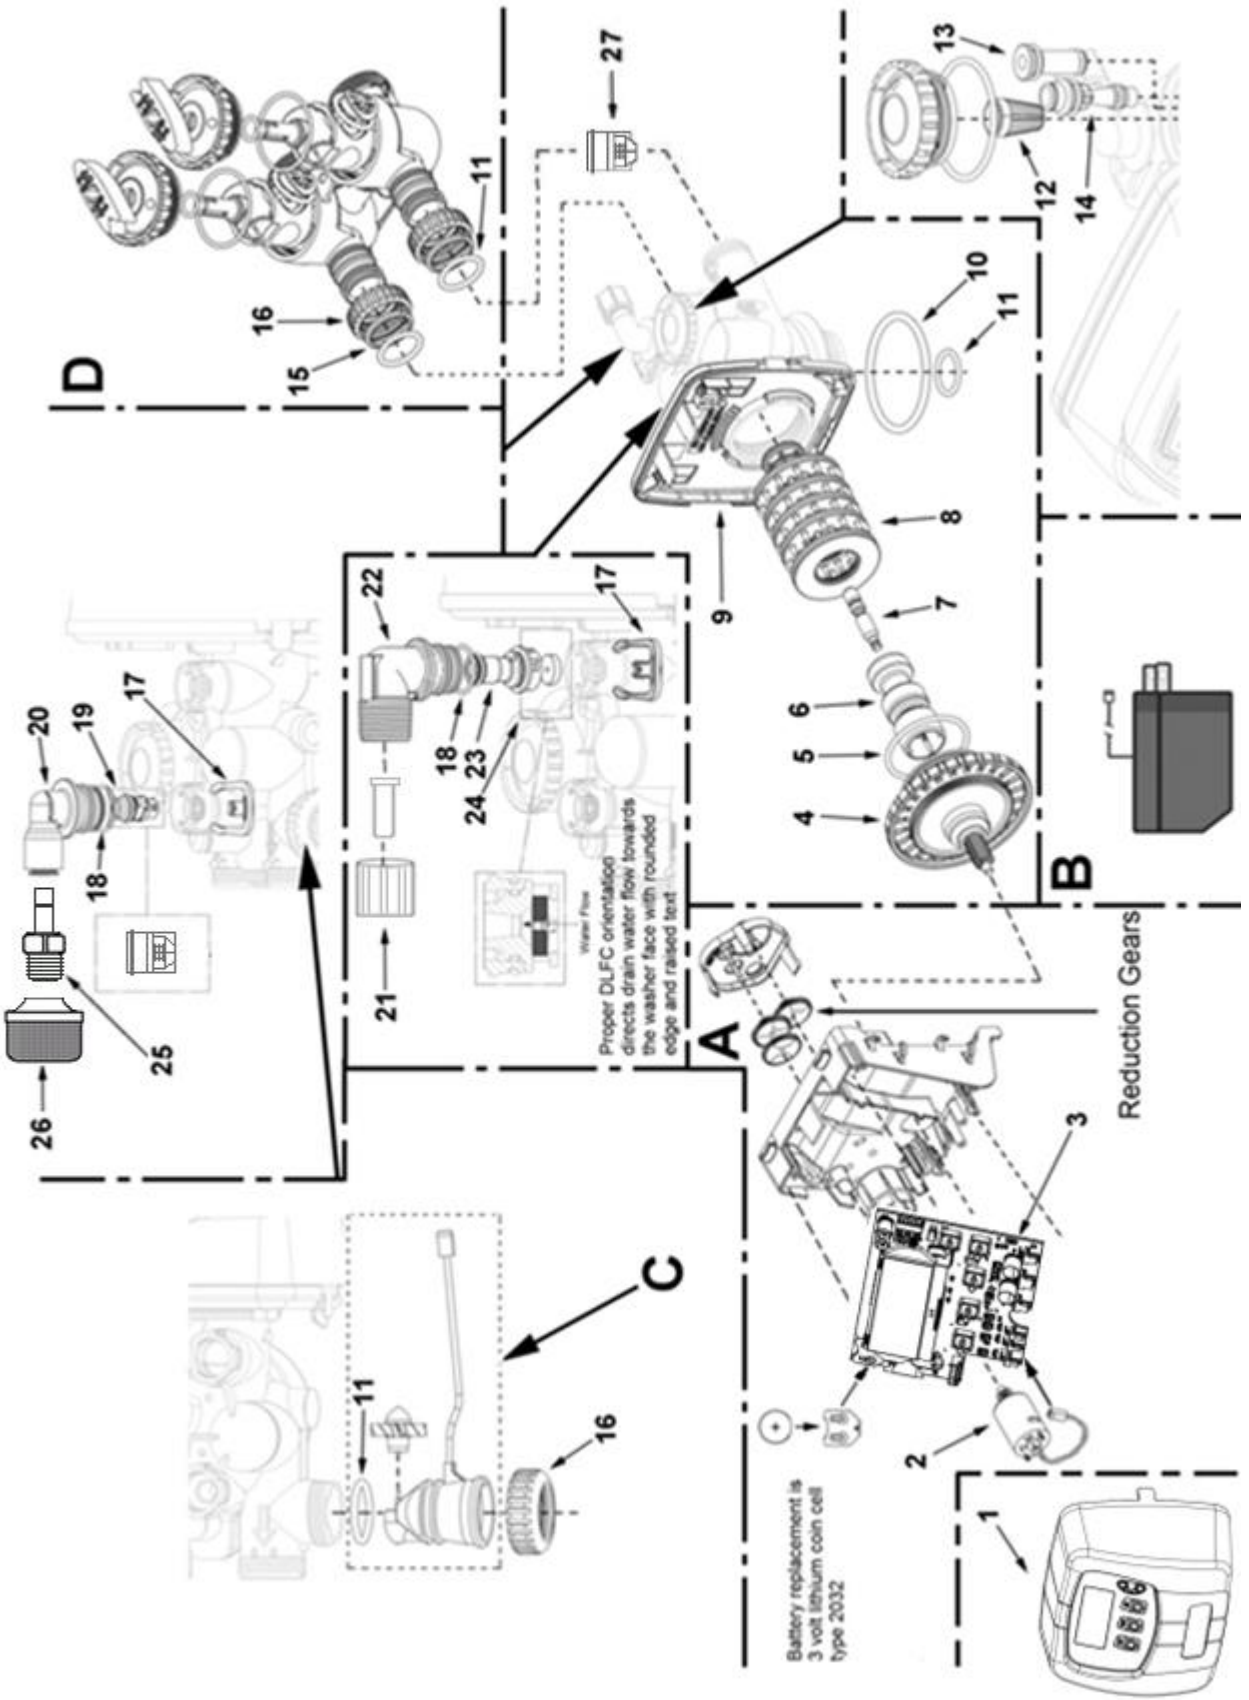 D
16
15
11
27
13
12
14
10
11
9
8
7
6
5
4
B
20
19
18
17
25
26
22
17
18
23
24
21
Water Flow
Proper DLFC orientation
directs drain water flow towards
the washer face with rounded
edge and raised text
A
Reduction Gears
3
2
C
11
16
Battery replacement is
3 volt lithium coin cell
type 2032
1